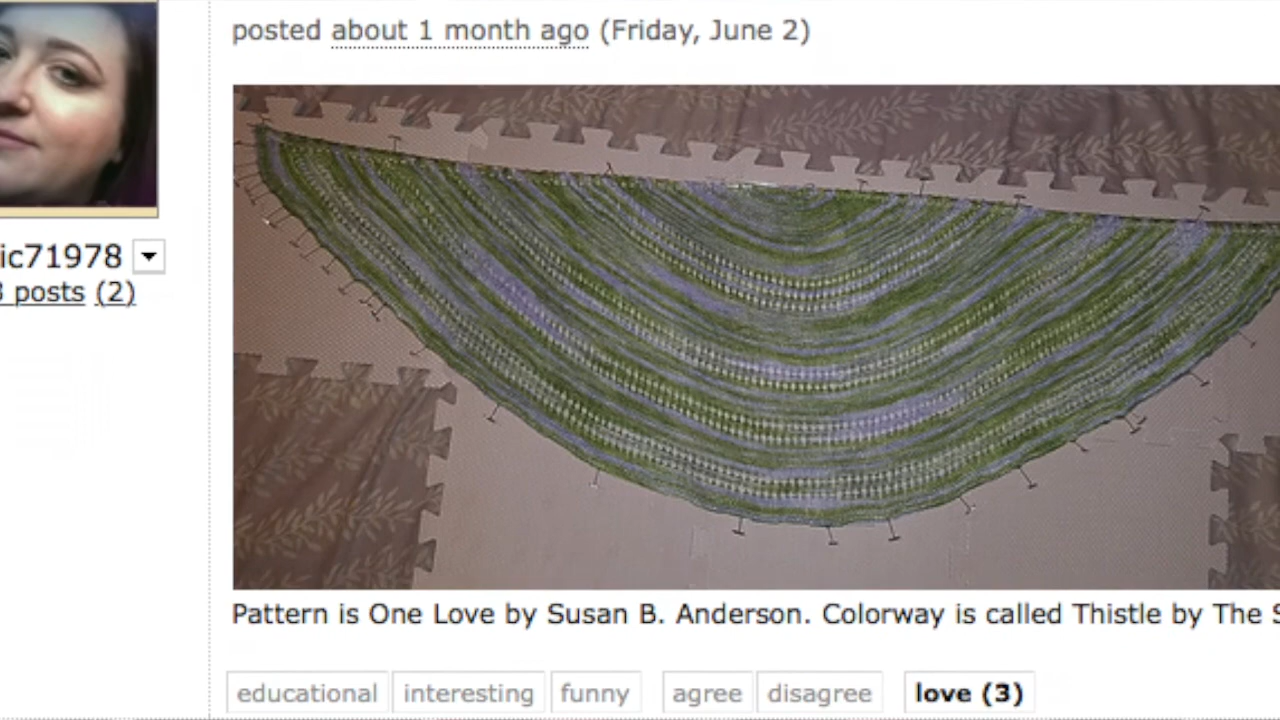 posted about 1 month ago (Friday, June 2)
ic71978
posts (2)
Pattern is One Love by Susan B. Anderson. Colorway is called Thistle by The
educational interesting funny agree disagree love (3)